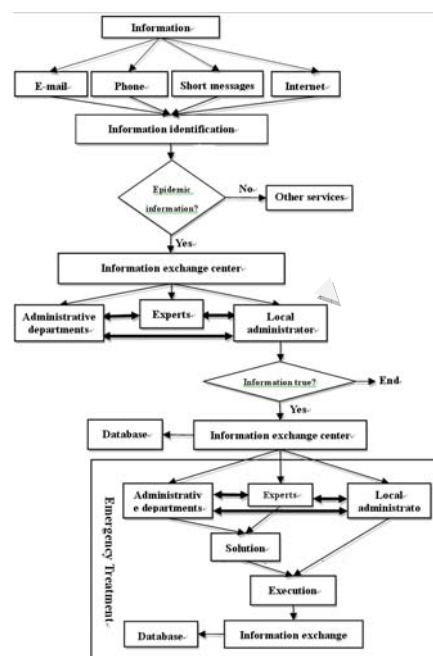 Information
E-mail
Phone
Short messages
Internet
Information identification
Epidemic
information?
No
Other services
Yes
Information exchange center
Administrative
departments
Experts
Local
administrator
Information true?
End
Yes
Database
Information exchange center
Emergency Treatment
Administrativ
e departments
Experts
Local
administrato
Solution
Execution
Database
Information exchange